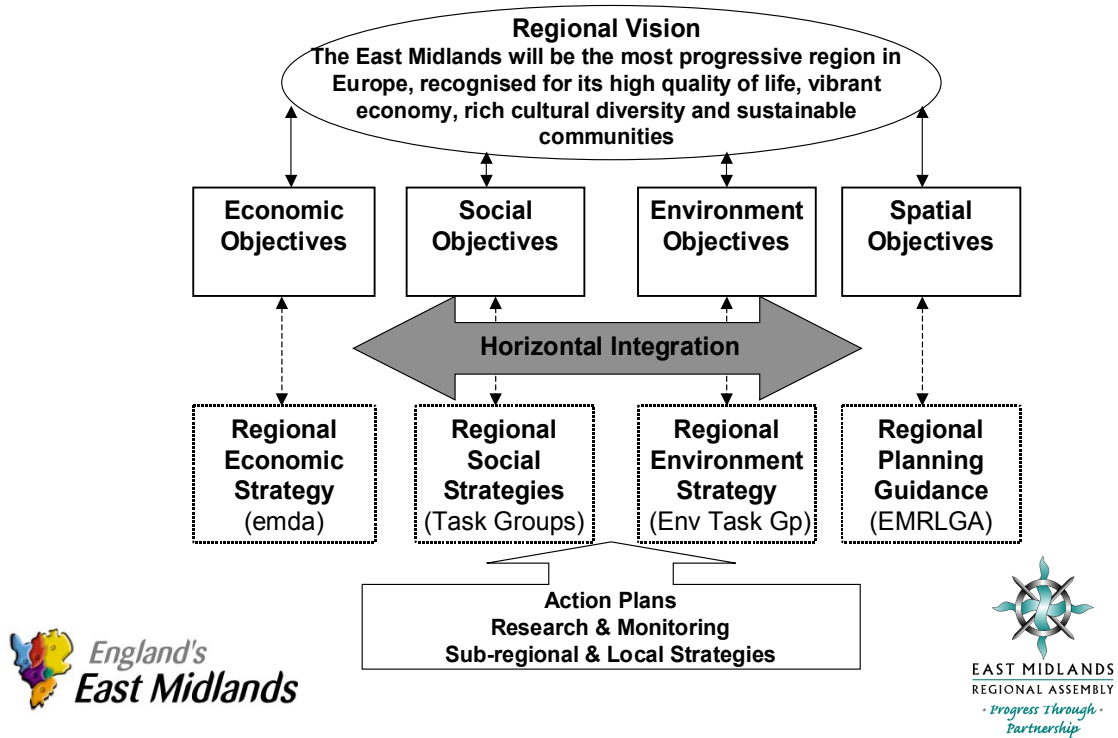 Regional Vision
The East Midlands will be the most progressive region in
Europe, recognised for its high quality of life, vibrant
economy, rich cultural diversity and sustainable
communities
Economic
Objectives
Social
Objectives
Environment
Objectives
Spatial
Objectives
Horizontal Integration
Regional
Economic
Strategy
(emda)
Regional
Social
Strategies
(Task Groups)
Regional
Environment
Strategy
(Env Task Gp)
Regional
Planning
Guidance
(EMRLGA)
Action Plans
Research & Monitoring
Sub-regional & Local Strategies
England's
East Midlands
EAST MIDLANDS
REGIONAL ASSEMBLY
· Progress Through ·
Partnership